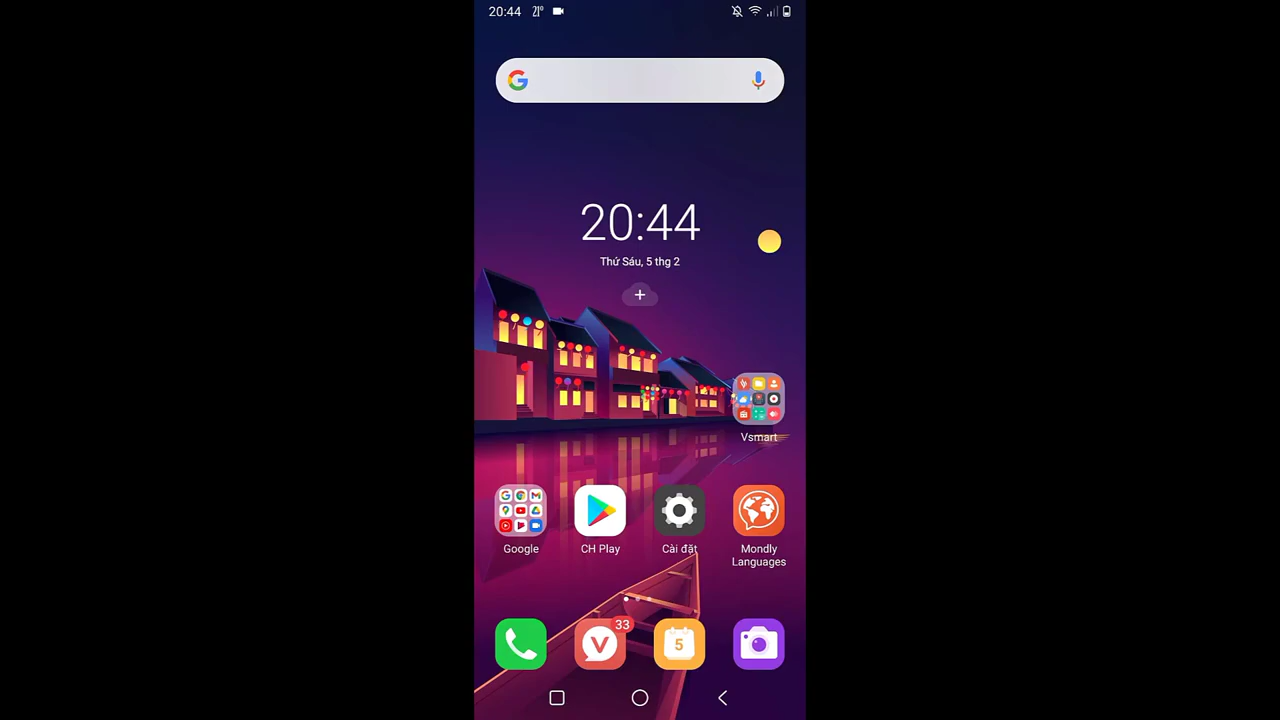 20:44 21°
20:44
Thứ Sáu, 5 thg 2
Vsmart
Google
CH Play
Cài đặt
Mondly
Languages
33
5